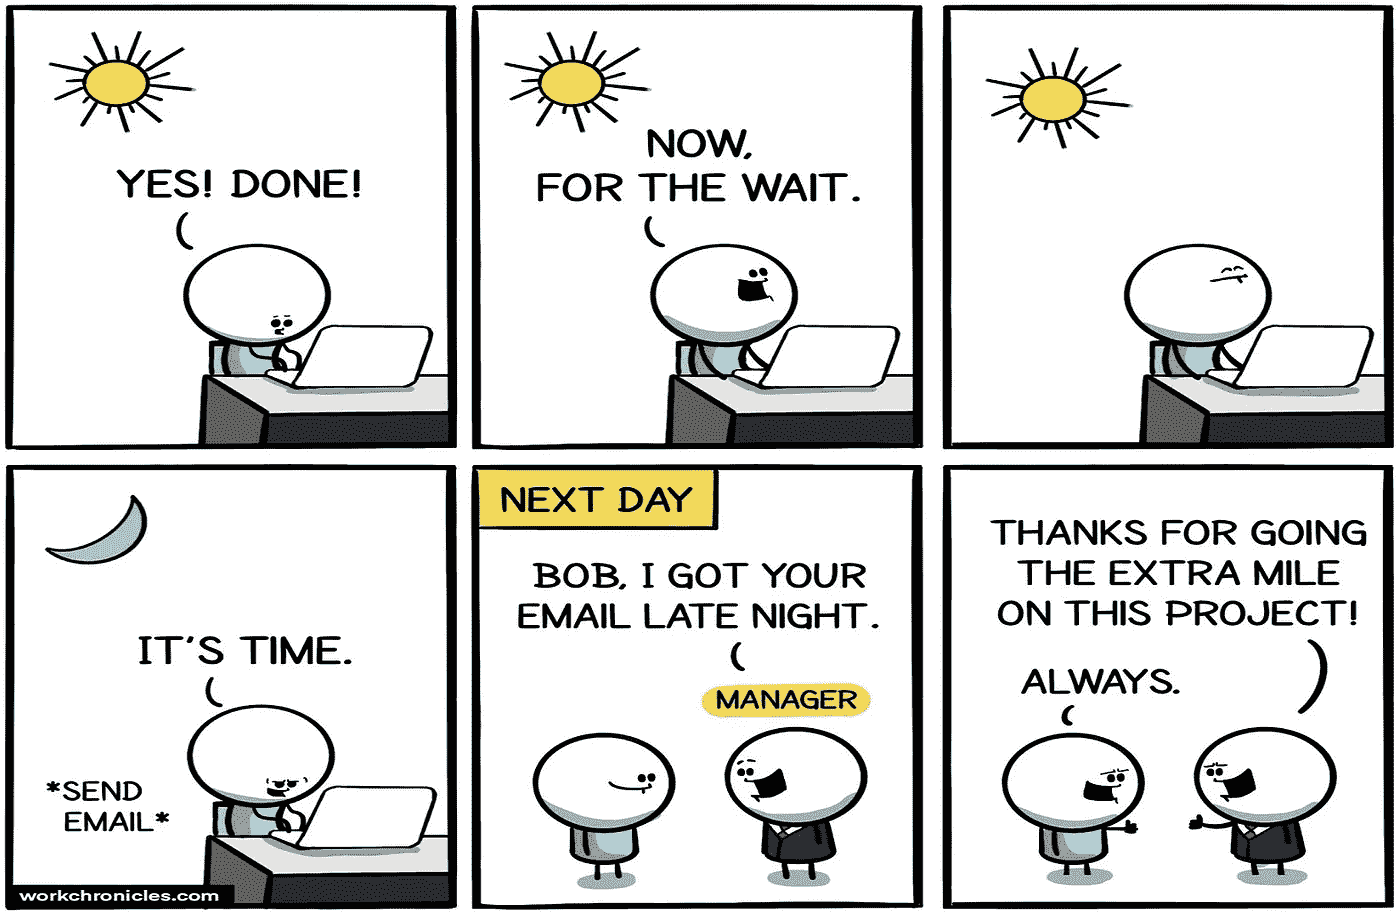 YES! DONE!
NOW,
FOR THE WAIT.
IT'S TIME.
*SEND
EMAIL*
workchronicles.com
NEXT DAY
BOB, I GOT YOUR
EMAIL LATE NIGHT.
MANAGER
THANKS FOR GOING
THE EXTRA MILE
ON THIS PROJECT!
ALWAYS.